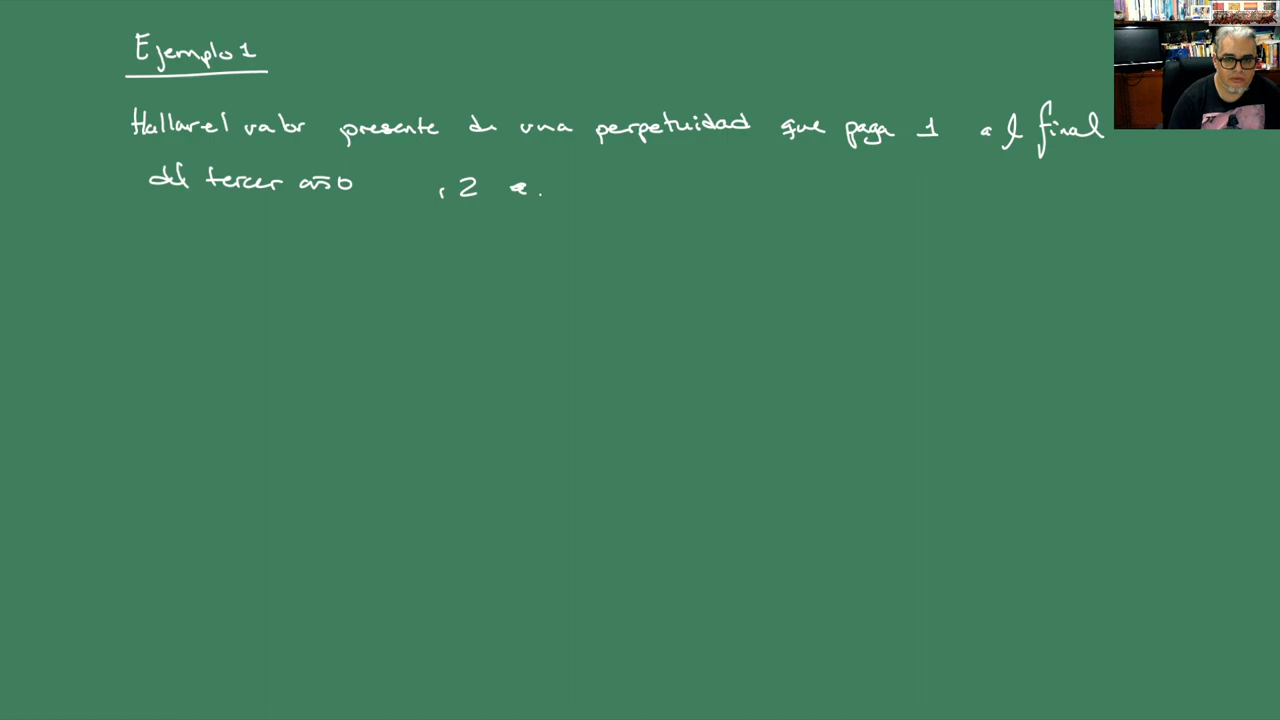 Ejemplo 1
Hallar el valor presente de una perpetuidad que paga 1 al final
del tercer año , 2 a